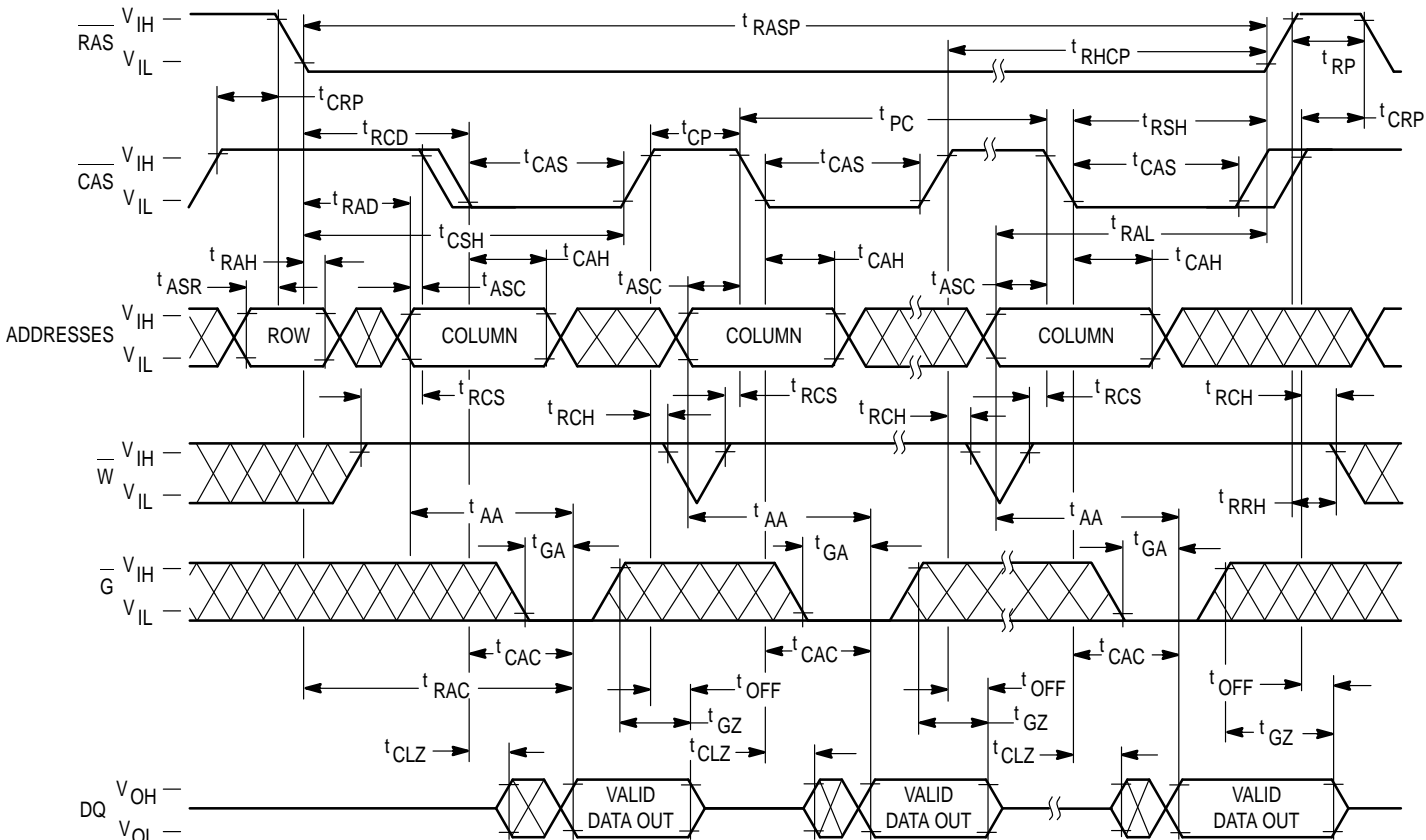 RAS V IH
t RASP
t RHCP
V IL
t RP
t CRP
t RCD
t CP
t PC
t RSH
t CRP
CAS V IH
t CAS
t CAS
t CAS
V IL
t RAD
t CSH
t RAL
t RAH
t CAH
t CAH
t CAH
t ASR
t ASC
t ASC
t ASC
ADDRESSES V IH
ROW
COLUMN
COLUMN
COLUMN
V IL
t RCS
t RCH
t RCS
t RCH
t RCS
t RCH
W V IH
V IL
t RRH
t AA
t AA
t AA
t GA
t GA
t GA
G V IH
V IL
t CAC
t CAC
t CAC
t RAC
t OFF
t OFF
t OFF
t GZ
t GZ
t GZ
t CLZ
t CLZ
t CLZ
DQ V OH
VALID DATA OUT
VALID DATA OUT
VALID DATA OUT
V OL